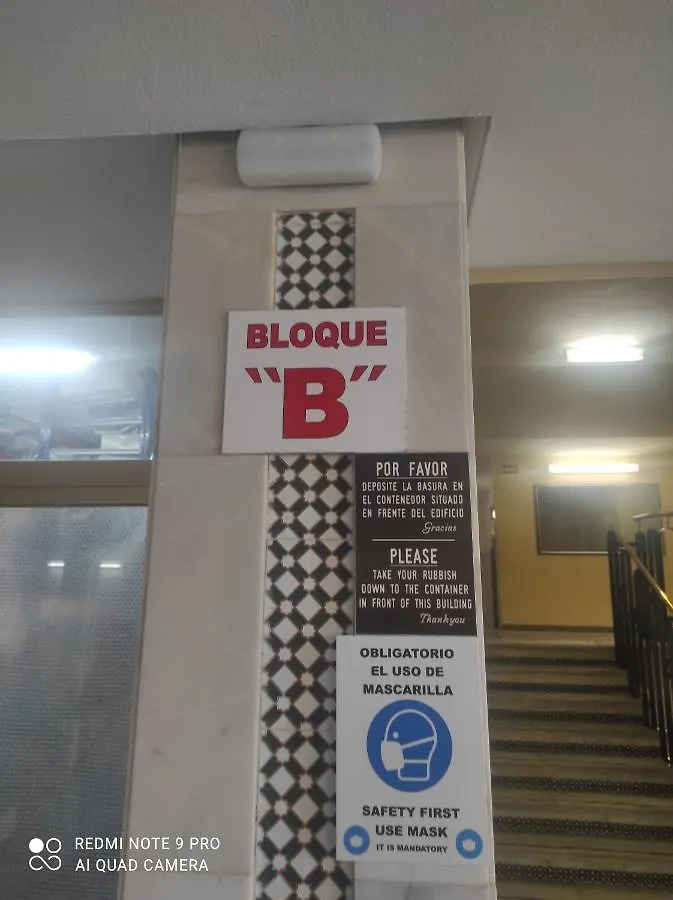 BLOQUE
"B"
POR FAVOR
DEPOSITE LA BASURA EN
EL CONTENEDOR SITUADO
EN FRENTE DEL EDIFICIO
Gracias
PLEASE
TAKE YOUR RUBBISH
DOWN TO THE CONTAINER
IN FRONT OF THIS BUILDING
Thankyou
OBLIGATORIO
EL USO DE
MASCARILLA
SAFETY FIRST
USE MASK
IT IS MANDATORY
REDMI NOTE 9 PRO
AI QUAD CAMERA